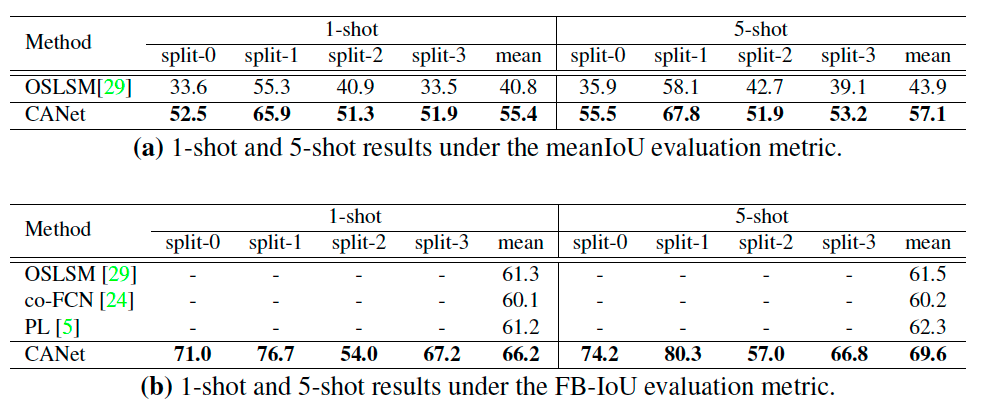 Method 1-shot 5-shot
split-0 split-1 split-2 split-3 mean split-0 split-1 split-2 split-3 mean
OSLSM[29] 33.6 55.3 40.9 33.5 40.8 35.9 58.1 42.7 39.1 43.9
CANet 52.5 65.9 51.3 51.9 55.4 55.5 67.8 51.9 53.2 57.1
(a) 1-shot and 5-shot results under the meanIoU evaluation metric.
Method 1-shot 5-shot
split-0 split-1 split-2 split-3 mean split-0 split-1 split-2 split-3 mean
OSLSM [29] - - - - 61.3 - - - - 61.5
co-FCN [24] - - - - 60.1 - - - - 60.2
PL [5] - - - - 61.2 - - - - 62.3
CANet 71.0 76.7 54.0 67.2 66.2 74.2 80.3 57.0 66.8 69.6
(b) 1-shot and 5-shot results under the FB-IoU evaluation metric.